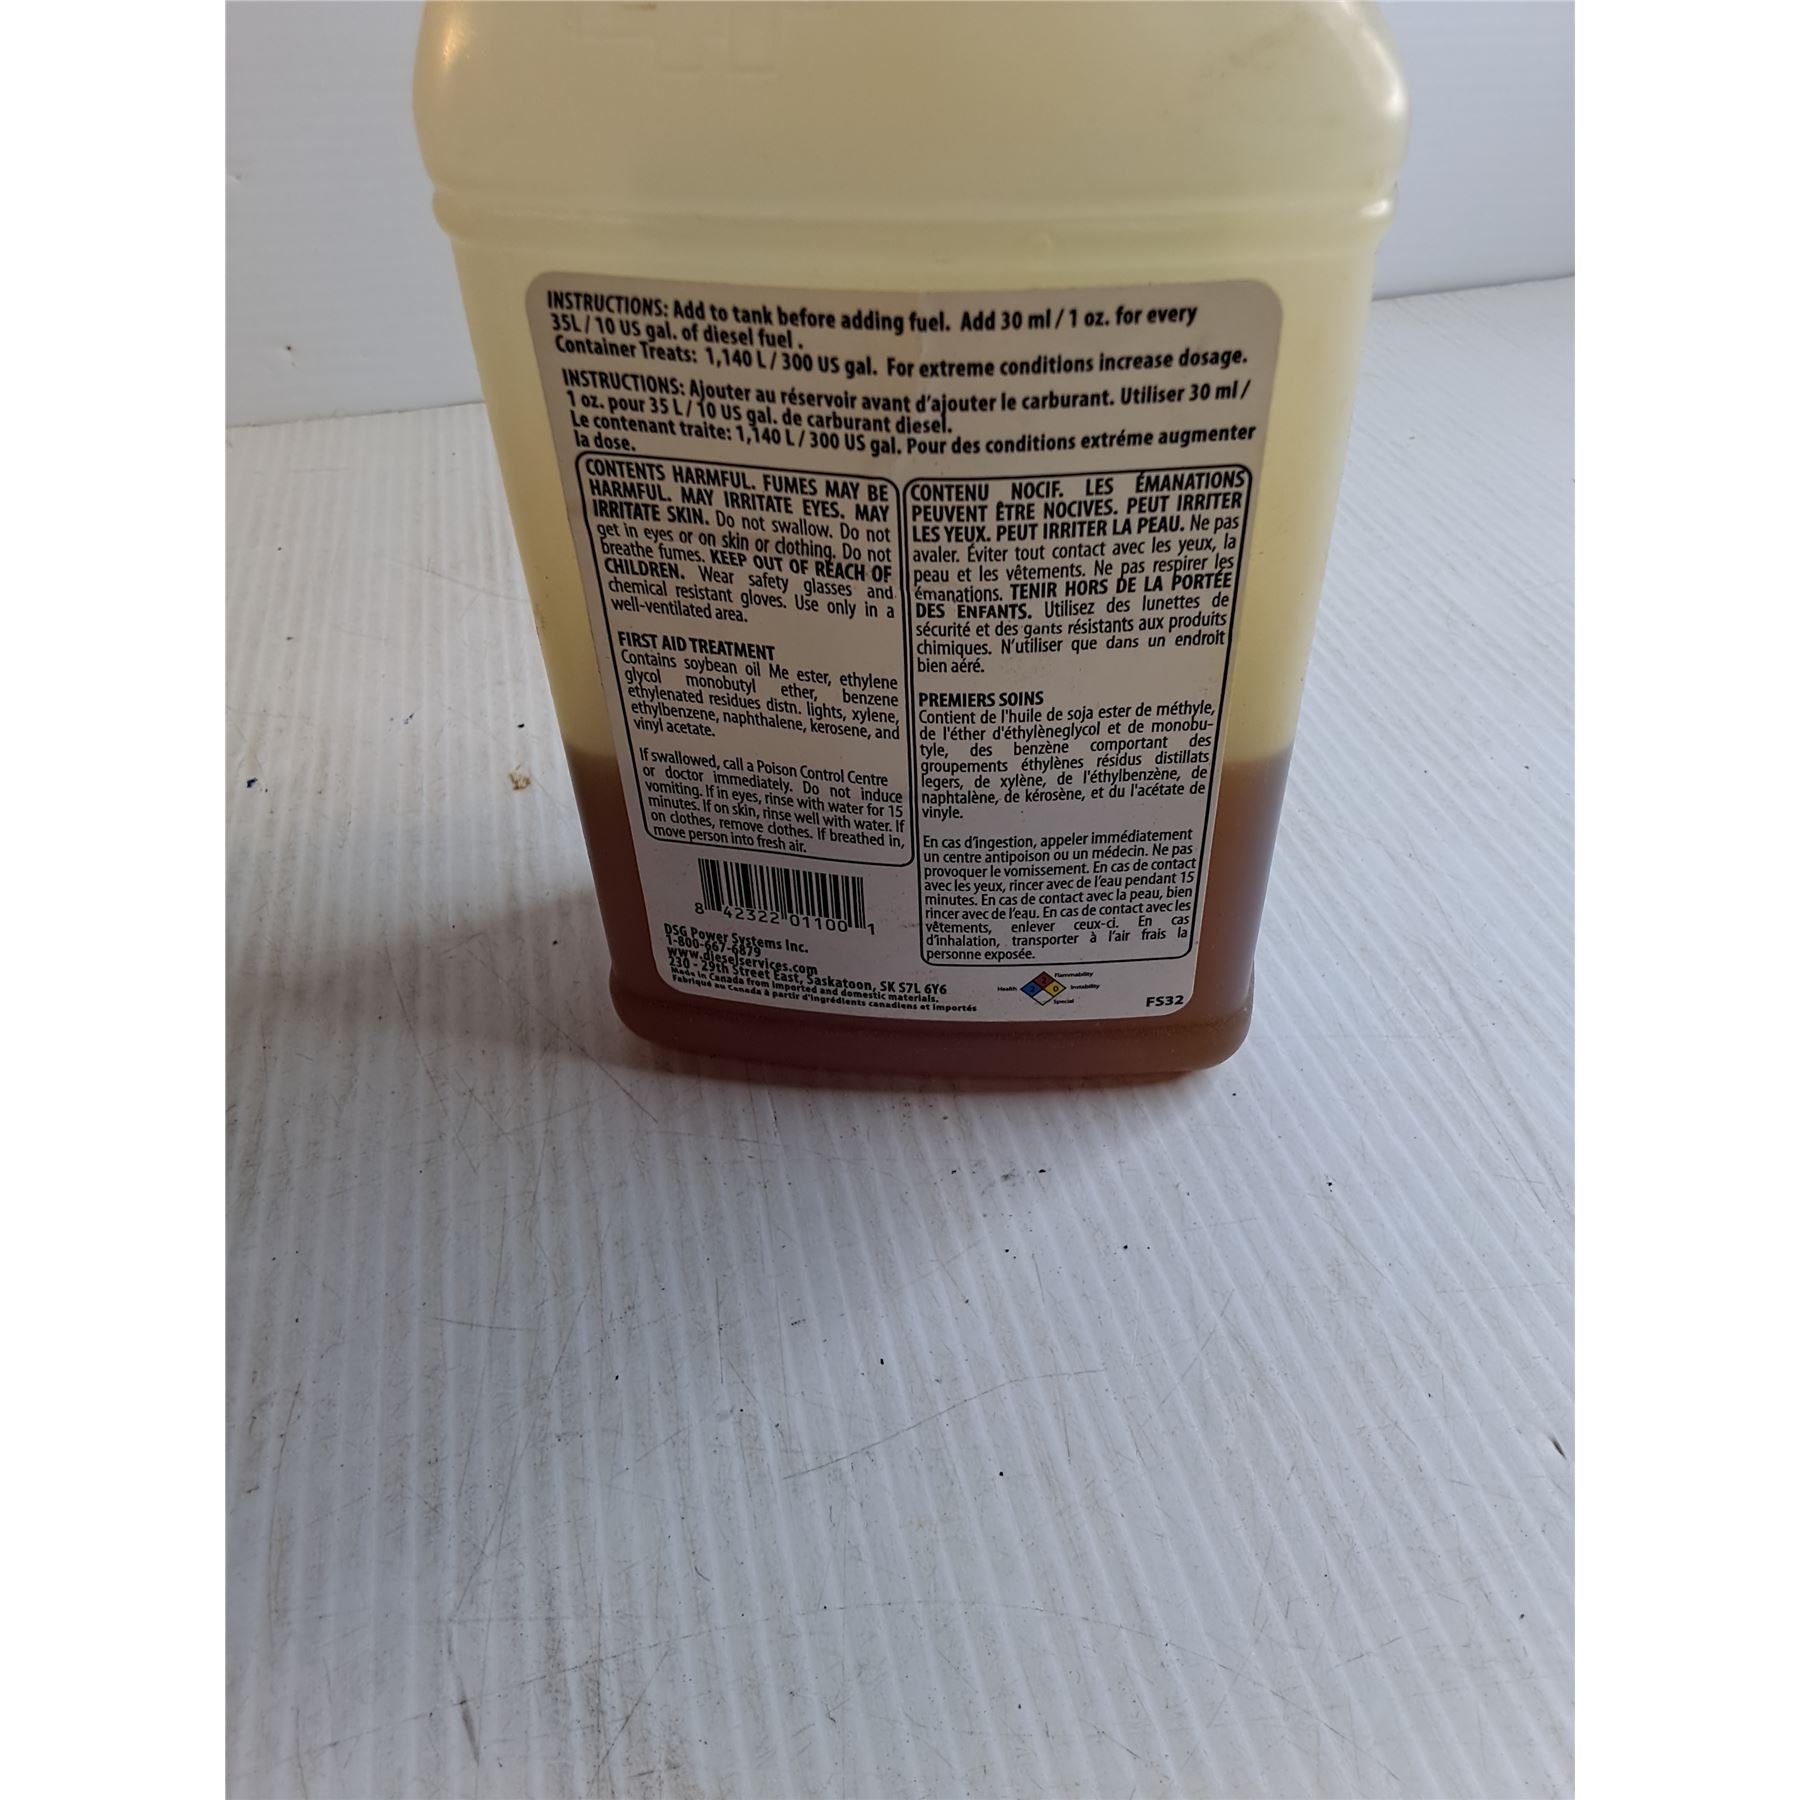 INSTRUCTIONS: Add to tank before adding fuel. Add 30 ml / 1 oz. for every
35L / 10 US gal. of diesel fuel .
Container Treats: 1,140 L / 300 US gal. For extreme conditions increase dosage.
INSTRUCTIONS: Ajouter au réservoir avant d'ajouter le carburant. Utiliser 30 ml /
1 oz. pour 35 L / 10 US gal. de carburant diesel.
Le contenant traite: 1,140 L / 300 US gal. Pour des conditions extréme augmenter
la dose.
CONTENTS HARMFUL. FUMES MAY BE
HARMFUL. MAY IRRITATE EYES. MAY
IRRITATE SKIN. Do not swallow. Do not
get in eyes or on skin or clothing. Do not
breathe fumes. KEEP OUT OF REACH OF
CHILDREN. Wear safety glasses and
chemical resistant gloves. Use only in a
well-ventilated area.
FIRST AID TREATMENT
Contains soybean oil Me ester, ethylene
glycol monobutyl ether, benzene
ethylenated residues distn. lights, xylene,
ethylbenzene, naphthalene, kerosene, and
vinyl acetate.
If swallowed, call a Poison Control Centre
or doctor immediately. Do not induce
vomiting. If in eyes, rinse with water for 15
minutes. If on skin, rinse well with water. If
on clothes, remove clothes. If breathed in,
move person into fresh air.
CONTENU NOCIF. LES ÉMANATIONS
PEUVENT ÊTRE NOCIVES. PEUT IRRITER
LES YEUX. PEUT IRRITER LA PEAU. Ne pas
avaler. Éviter tout contact avec les yeux, la
peau et les vêtements. Ne pas respirer les
émanations. TENIR HORS DE LA PORTÉE
DES ENFANTS. Utilisez des lunettes de
sécurité et des gants résistants aux produits
chimiques. N'utiliser que dans un endroit
bien aéré.
PREMIERS SOINS
Contient de l'huile de soja ester de méthyle,
de l'éther d'éthylèneglycol et de monobu-
tyle, des benzène comportant des
groupements éthylènes résidus distillats
legers, de xylène, de l'éthylbenzène, de
naphtalène, de kérosène, et du l'acétate de
vinyle.
En cas d'ingestion, appeler immédiatement
un centre antipoison ou un médecin. Ne pas
provoquer le vomissement. En cas de contact
avec les yeux, rincer avec de l'eau pendant 15
minutes. En cas de contact avec la peau, bien
rincer avec de l'eau. En cas de contact avec les
vêtements, enlever ceux-ci. En cas
d'inhalation, transporter à l'air frais la
personne exposée.
8 42322 01100 1
DSG Power Systems Inc.
1-800-667-6879
www.dieselservices.com
230 - 29th Street East, Saskatoon, SK S7L 6Y6
Made in Canada from imported and domestic materials.
Fabriqué au Canada à partir d'ingrédients canadiens et importés
Flammability
Health
2
2
0
Instability
Special
FS32